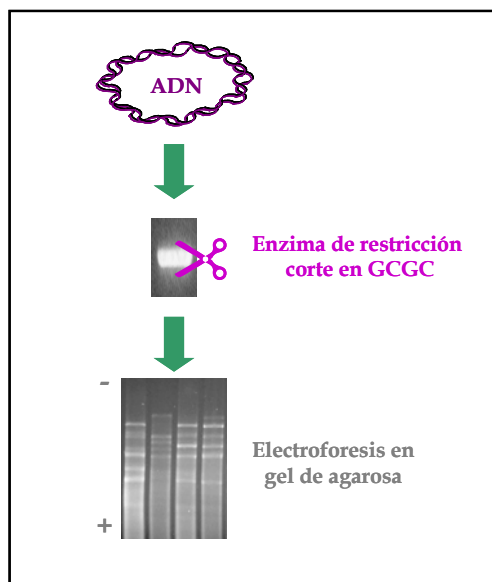 ADN
Enzima de restricción
corte en GCGC
-
Electroforesis en
gel de agarosa
+